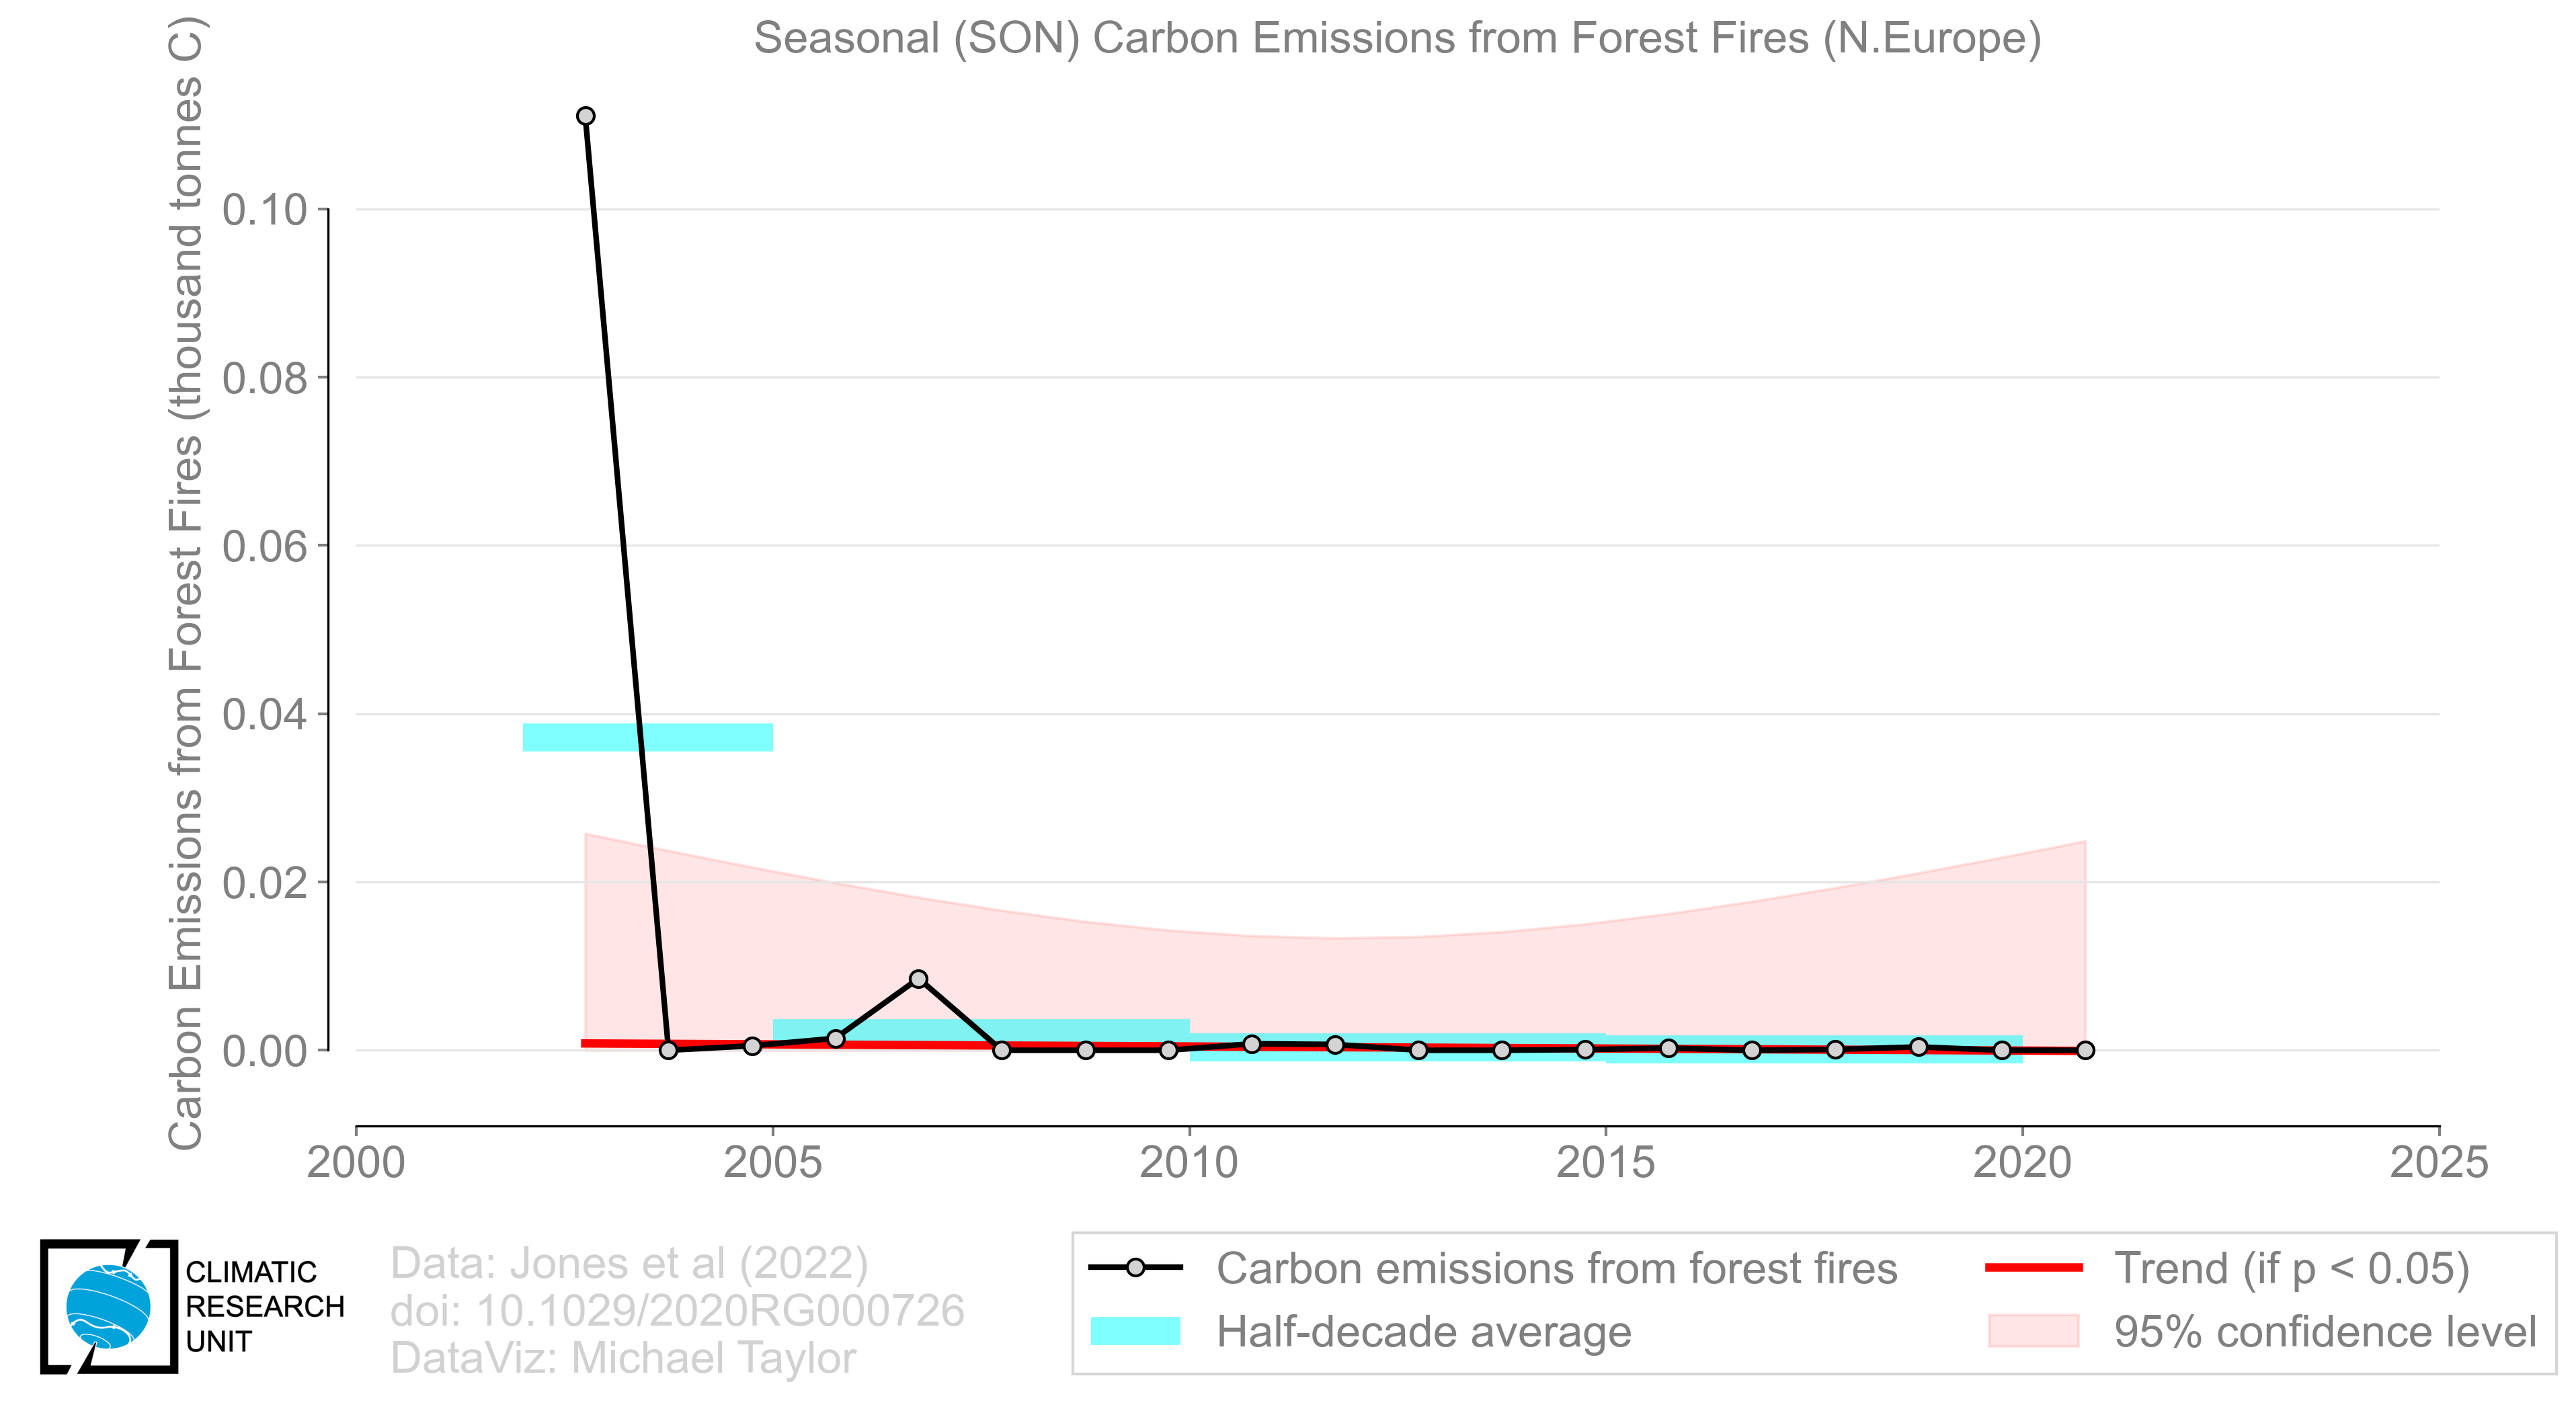 Seasonal (SON) Carbon Emissions from Forest Fires (N.Europe)
Carbon Emissions from Forest Fires (thousand tonnes C)
0.10
0.08
0.06
0.04
0.02
0.00
2000
2005
2010
2015
2020
2025
CLIMATIC
RESEARCH
UNIT
Data: Jones et al (2022)
doi: 10.1029/2020RG000726
DataViz: Michael Taylor
Carbon emissions from forest fires
Half-decade average
Trend (if p < 0.05)
95% confidence level